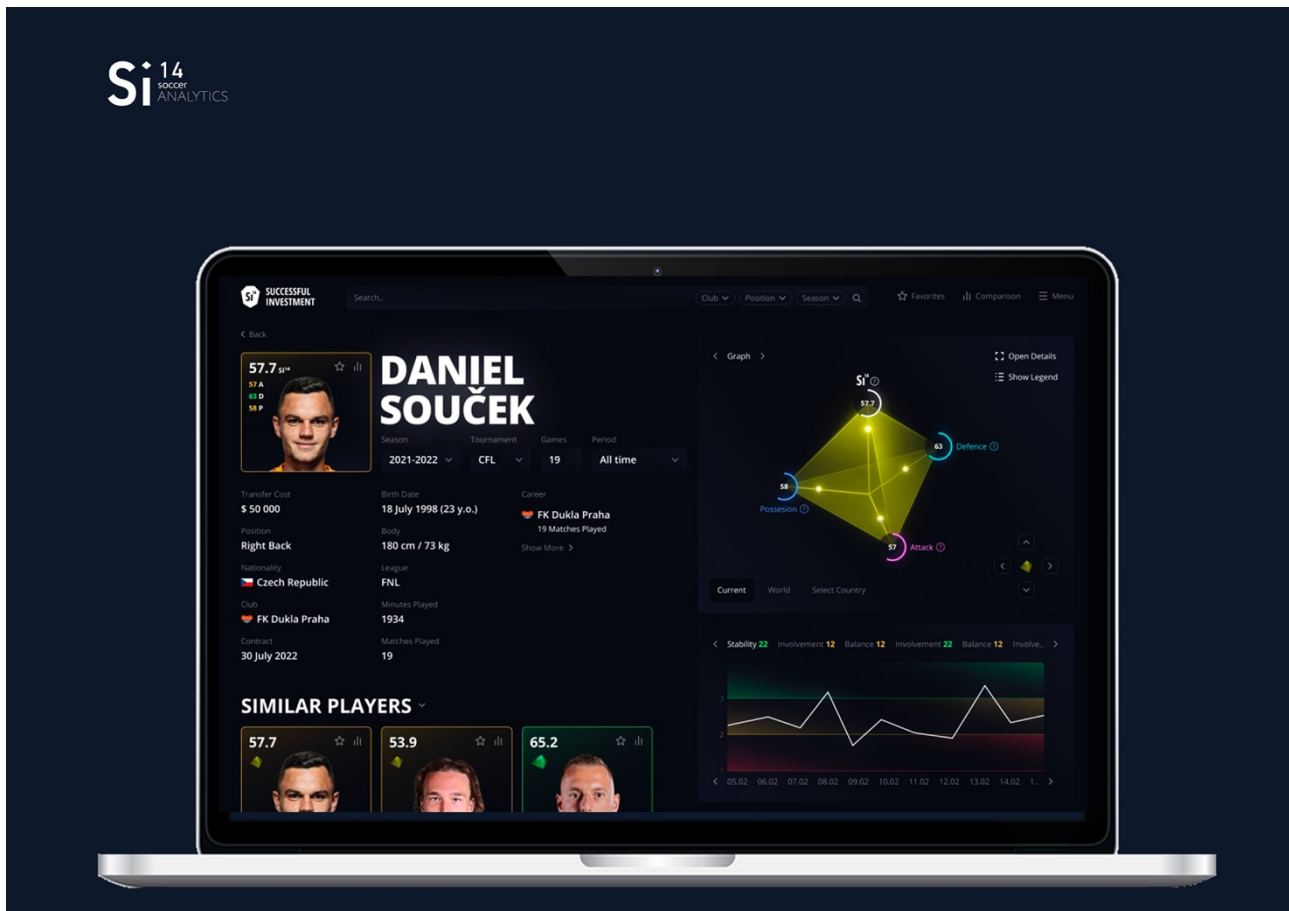 Si 14
soccer
ANALYTICS
Si¹⁴ SUCCESSFUL
INVESTMENT
Search..
Club
Position
Season
Favorites
Comparison
Menu
Back
57.7 Si¹⁴
57 A
63 D
58 P
DANIEL
SOUČEK
Season
Tournament
Games
Period
2021-2022
CFL
19
All time
Transfer Cost
$ 50 000
Birth Date
18 July 1998 (23 y.o.)
Career
FK Dukla Praha
19 Matches Played
Show More
Position
Right Back
Body
180 cm / 73 kg
Nationality
Czech Republic
League
FNL
Club
FK Dukla Praha
Minutes Played
1934
Contract
30 July 2022
Matches Played
19
Graph
Open Details
Show Legend
Si¹⁴ ?
57.7
63 Defence ?
58
Possesion ?
57 Attack ?
Current
World
Select Country
Stability 22 Involvement 12 Balance 12 Involvement 22 Balance 12 Involve..
3
2
1
05.02 06.02 07.02 08.02 09.02 10.02 11.02 12.02 13.02 14.02 1..
SIMILAR PLAYERS
57.7
53.9
65.2